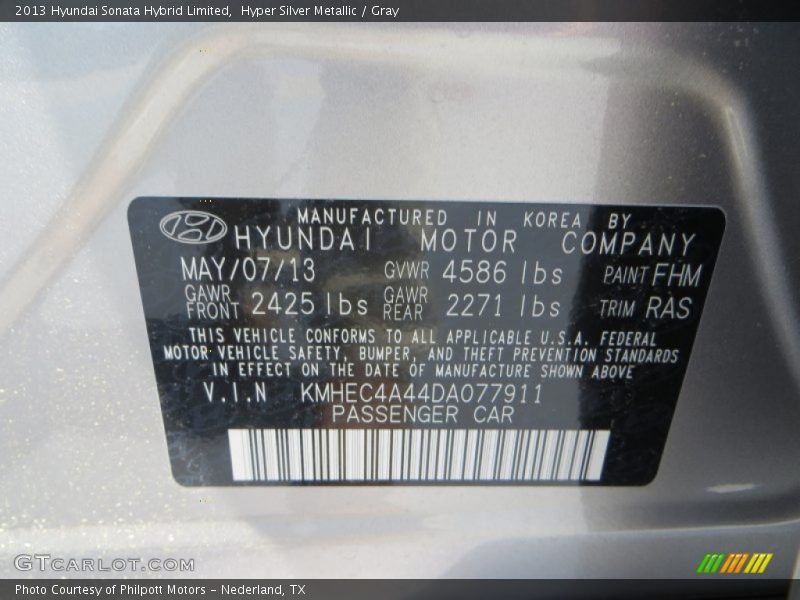 2013 Hyundai Sonata Hybrid Limited, Hyper Silver Metallic / Gray
MANUFACTURED IN KOREA BY
HYUNDAI MOTOR COMPANY
MAY/07/13 GVWR 4586 lbs PAINT FHM
GAWR FRONT 2425 lbs GAWR REAR 2271 lbs TRIM RAS
THIS VEHICLE CONFORMS TO ALL APPLICABLE U.S.A. FEDERAL
MOTOR VEHICLE SAFETY, BUMPER, AND THEFT PREVENTION STANDARDS
IN EFFECT ON THE DATE OF MANUFACTURE SHOWN ABOVE
V.I.N KMHEC4A44DA077911
PASSENGER CAR
GTCARLOT.COM
Photo Courtesy of Philpott Motors - Nederland, TX